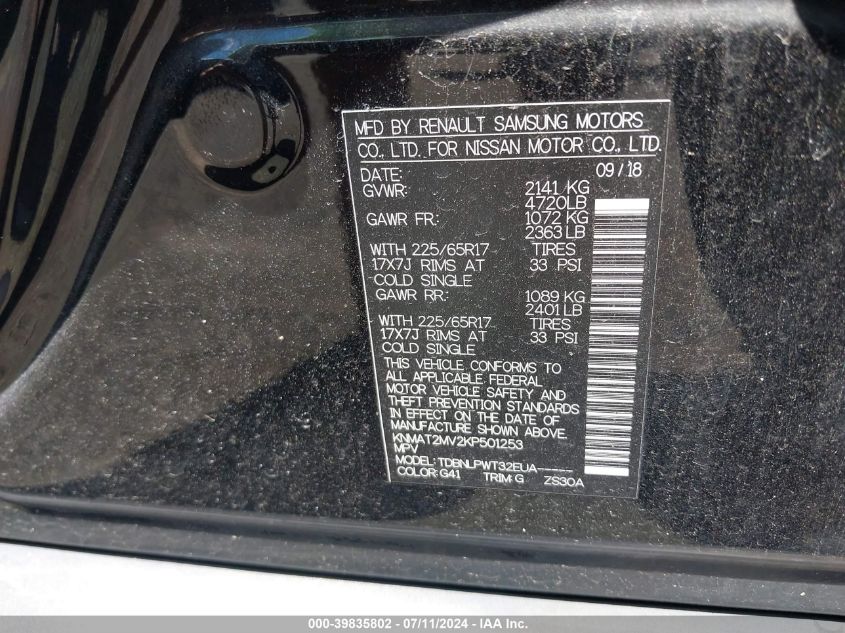 MFD BY RENAULT SAMSUNG MOTORS
CO., LTD. FOR NISSAN MOTOR CO., LTD.
DATE: 09/18
GVWR: 2141 KG
4720LB
GAWR FR: 1072 KG
2363 LB
WITH 225/65R17 TIRES
17X7J RIMS AT 33 PSI
COLD SINGLE
GAWR RR: 1089 KG
2401 LB
WITH 225/65R17 TIRES
17X7J RIMS AT 33 PSI
COLD SINGLE
THIS VEHICLE CONFORMS TO
ALL APPLICABLE FEDERAL
MOTOR VEHICLE SAFETY AND
THEFT PREVENTION STANDARDS
IN EFFECT ON THE DATE OF
MANUFACTURE SHOWN ABOVE.
KNMAT2MV2KP501253
MPV
MODEL: TDBNLPWT32EUA-----
COLOR: G41 TRIM: G ZS30A
000-39835802 - 07/11/2024 - IAA Inc.